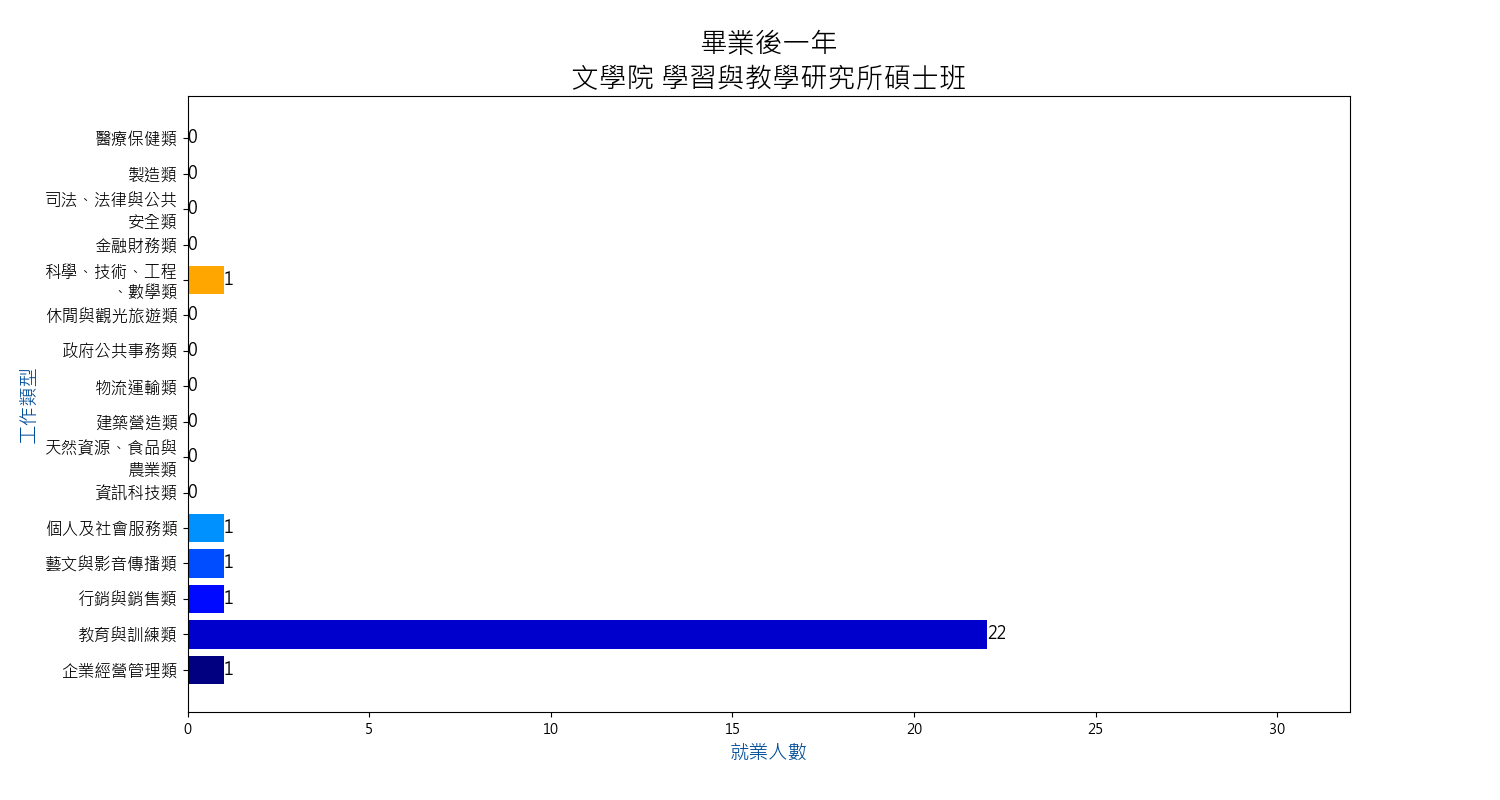 畢業後一年
文學院 學習與教學研究所碩士班
醫療保健類 0
製造類 0
司法、法律與公共
安全類 0
金融財務類 0
科學、技術、工程
、數學類 1
休閒與觀光旅遊類 0
政府公共事務類 0
物流運輸類 0
建築營造類 0
天然資源、食品與
農業類 0
資訊科技類 0
個人及社會服務類 1
藝文與影音傳播類 1
行銷與銷售類 1
教育與訓練類 22
企業經營管理類 1
工作類型
0 5 10 15 20 25 30
就業人數